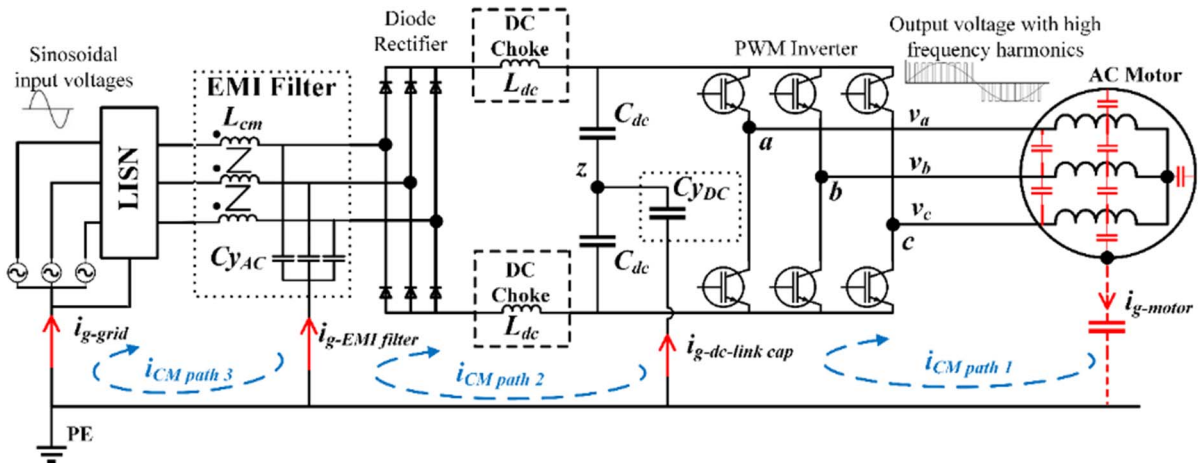 Sinosoidal
input voltages
LISN
EMI Filter
L_cm
Cy_AC
Diode
Rectifier
DC
Choke
L_dc
C_dc
z
Cy_DC
C_dc
DC
Choke
L_dc
PWM Inverter
a
b
c
Output voltage with high
frequency harmonics
AC Motor
v_a
v_b
v_c
i_g-grid
i_g-EMI filter
i_g-dc-link cap
i_g-motor
i_CM path 3
i_CM path 2
i_CM path 1
PE